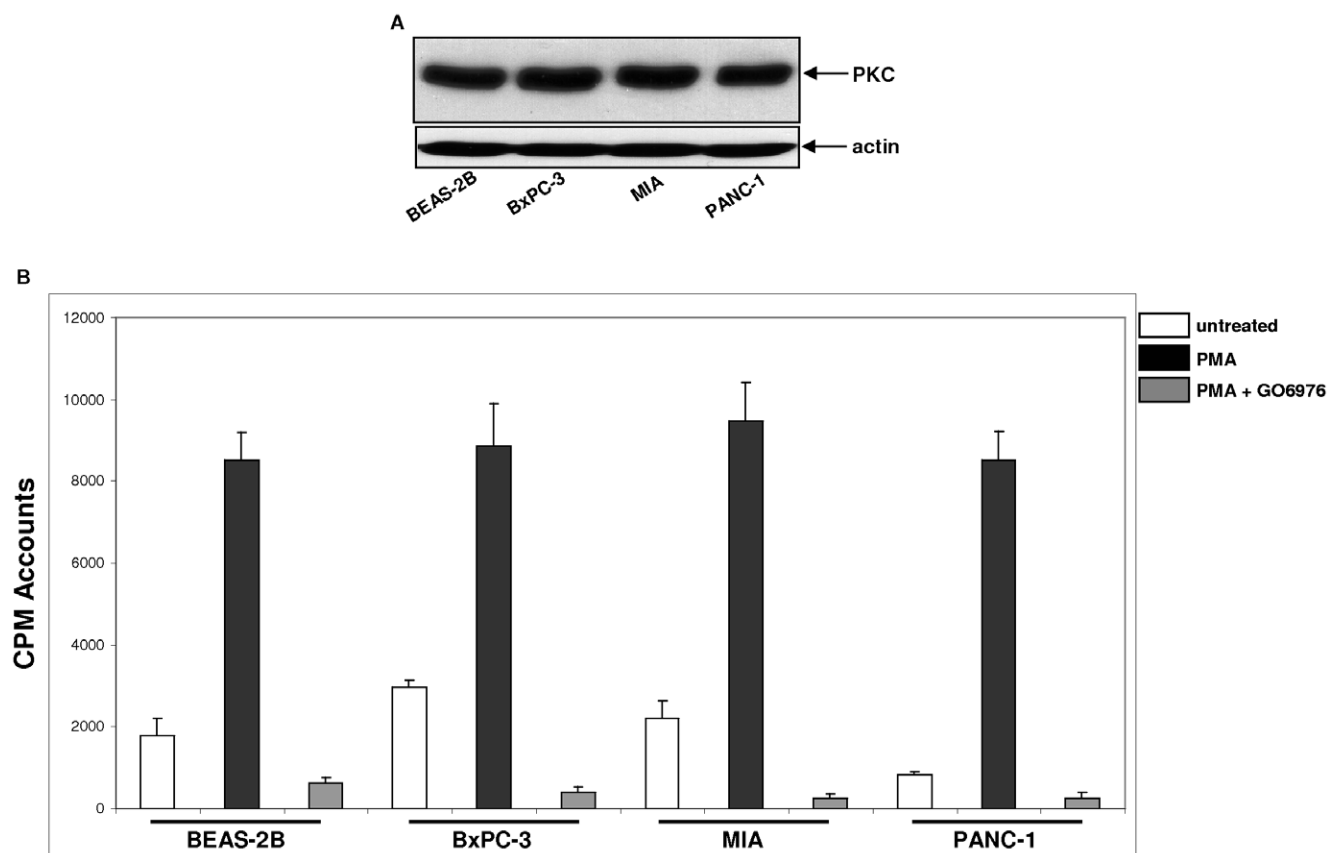 A
PKC
actin
BEAS-2B BxPC-3 MIA PANC-1
B
12000
10000
8000
6000
4000
2000
0
CPM Accounts
untreated
PMA
PMA + GO6976
BEAS-2B BxPC-3 MIA PANC-1